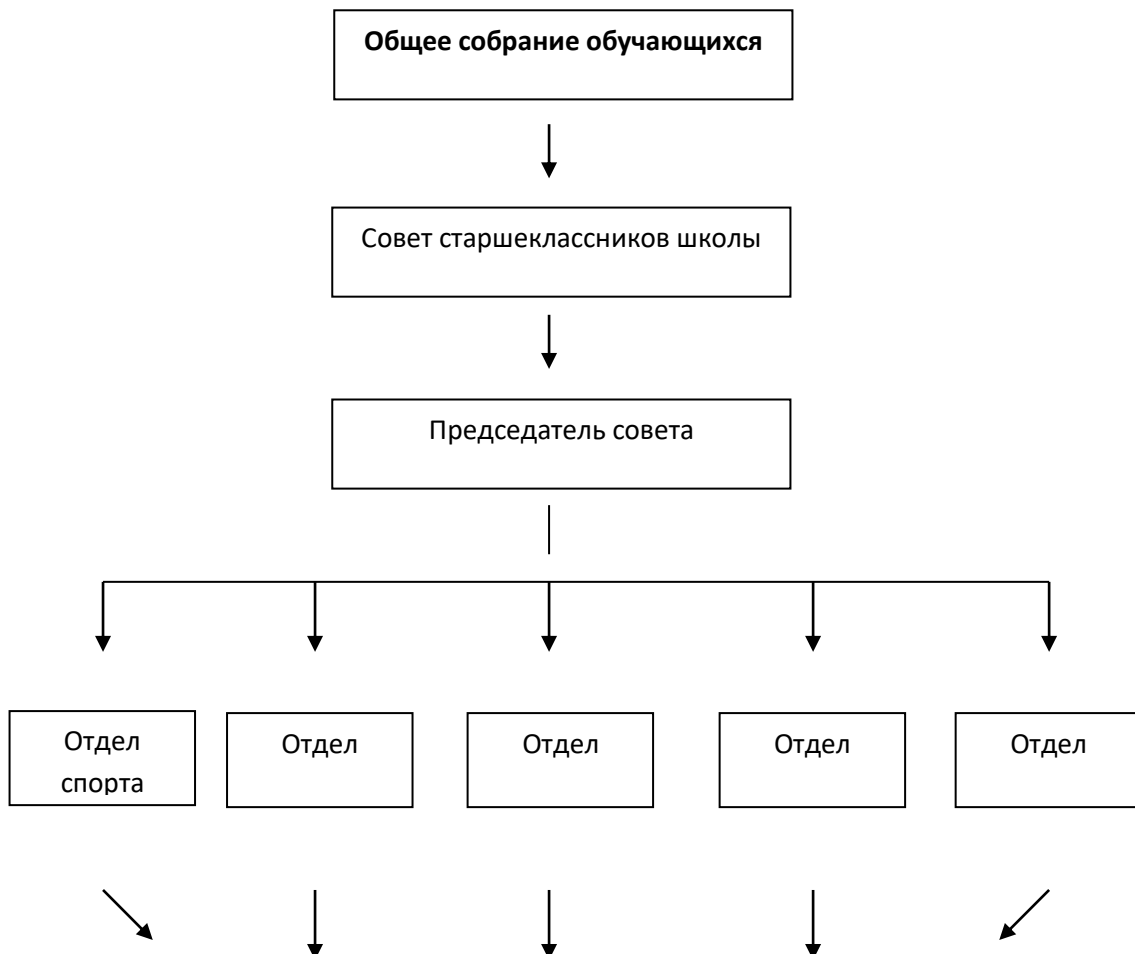 Общее собрание обучающихся
Совет старшеклассников школы
Председатель совета
Отдел
спорта
Отдел
Отдел
Отдел
Отдел